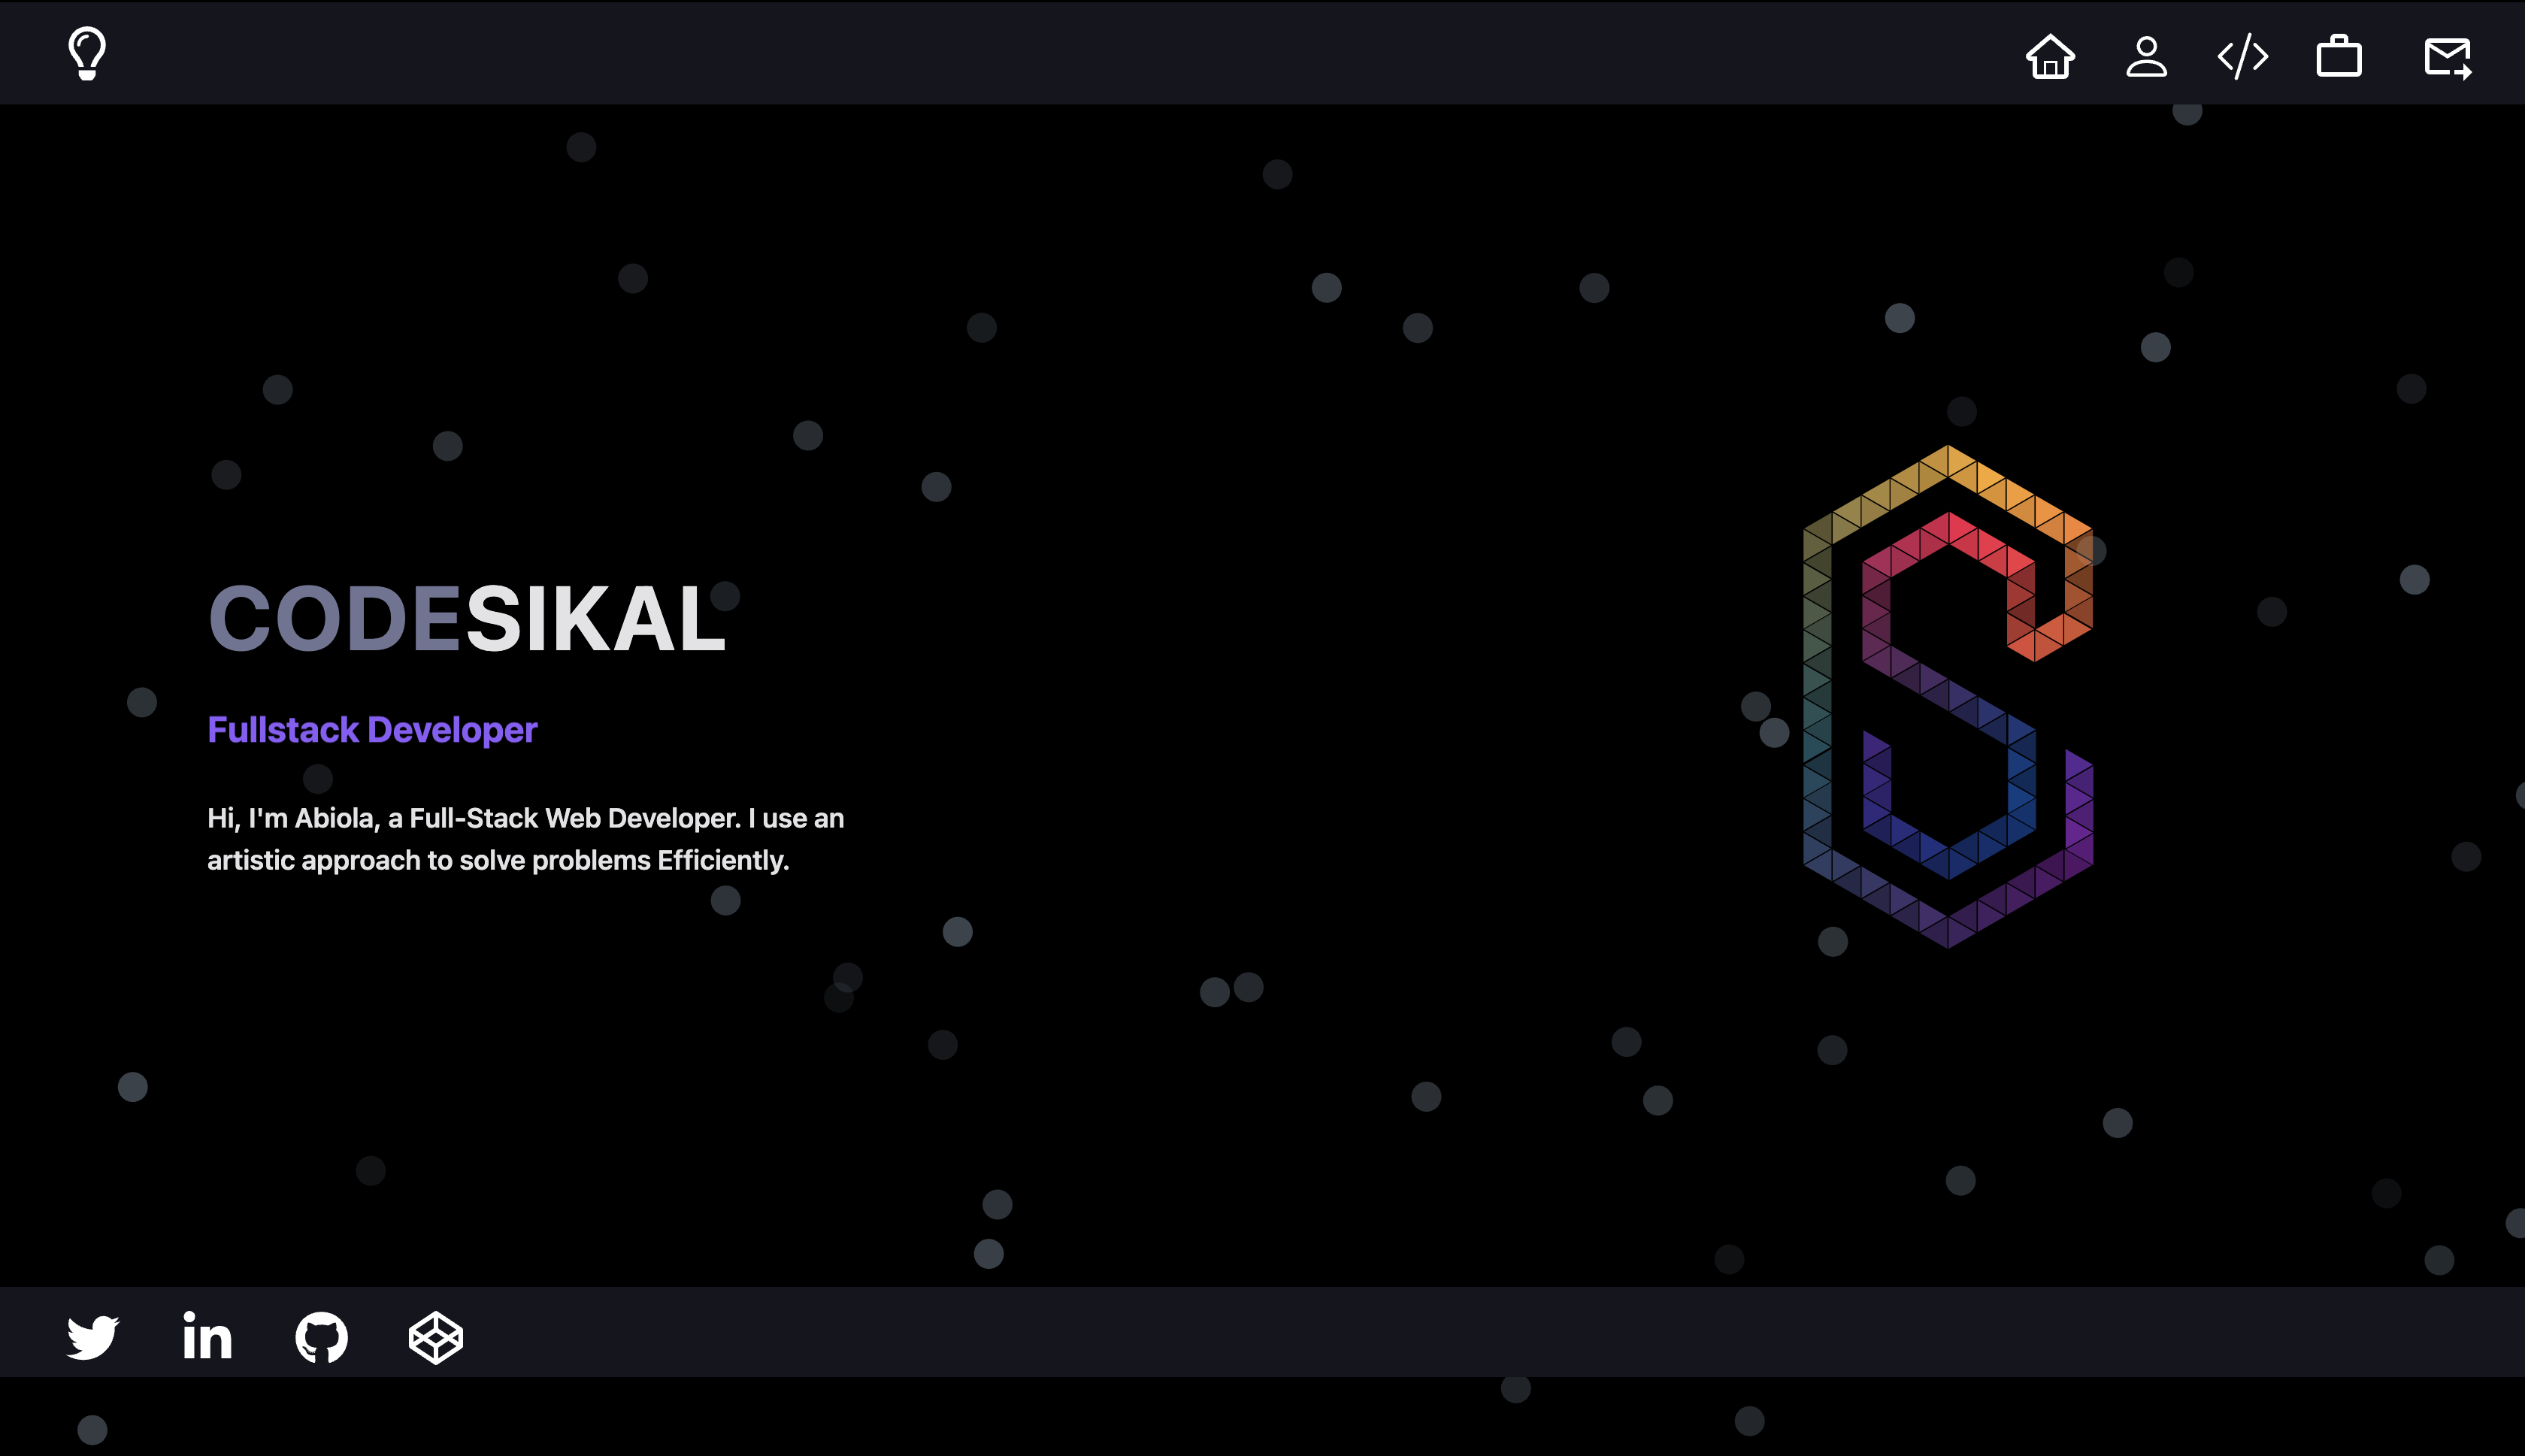 CODESIKAL
Fullstack Developer
Hi, I'm Abiola, a Full-Stack Web Developer. I use an
artistic approach to solve problems Efficiently.